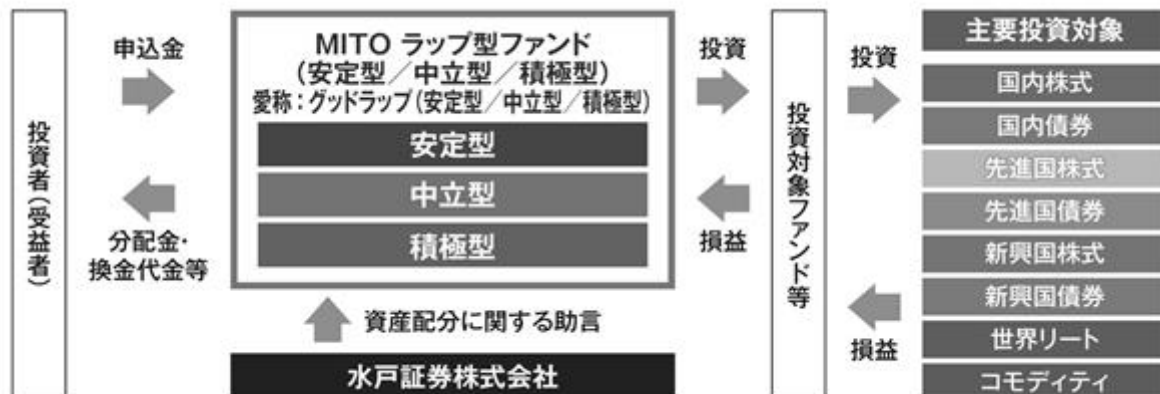 投資者(受益者)
申込金
分配金・
換金代金等
MITO ラップ型ファンド
(安定型/中立型/積極型)
愛称:グッドラップ(安定型/中立型/積極型)
安定型
中立型
積極型
資産配分に関する助言
水戸証券株式会社
投資
損益
投資対象ファンド等
投資
損益
主要投資対象
国内株式
国内債券
先進国株式
先進国債券
新興国株式
新興国債券
世界リート
コモディティ